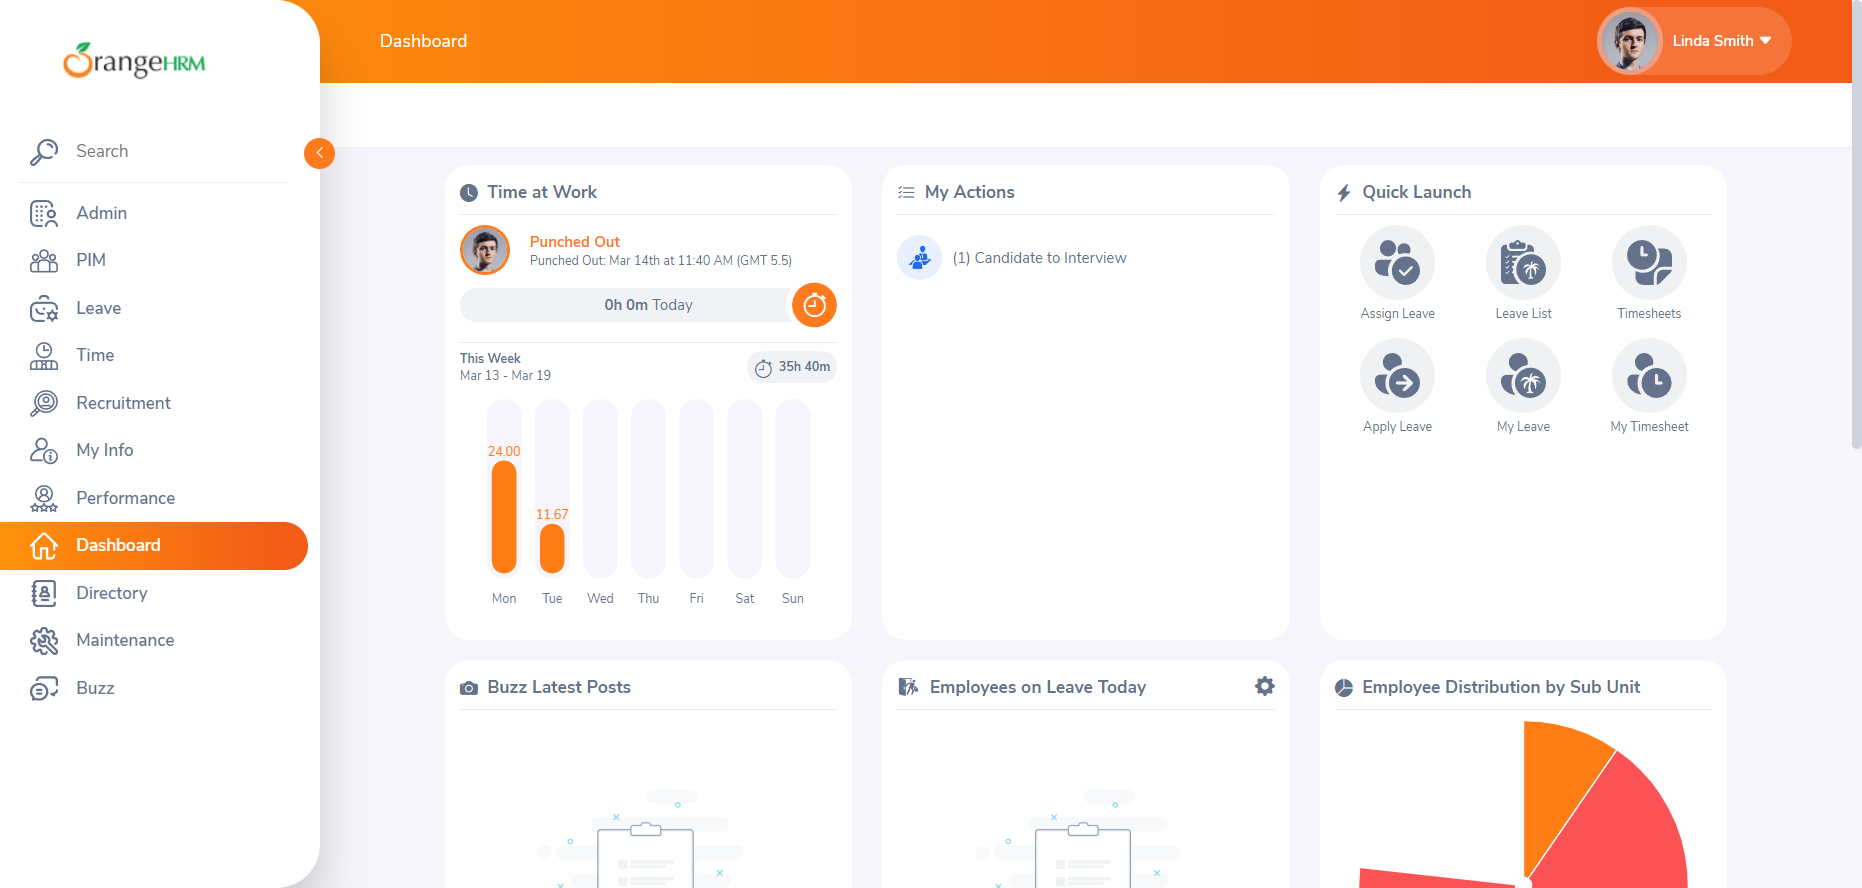 OrangeHRM
Search
Admin
PIM
Leave
Time
Recruitment
My Info
Performance
Dashboard
Directory
Maintenance
Buzz
Dashboard
Linda Smith
Time at Work
Punched Out
Punched Out: Mar 14th at 11:40 AM (GMT 5.5)
0h 0m Today
This Week
Mar 13 - Mar 19
35h 40m
24.00
11.67
Mon Tue Wed Thu Fri Sat Sun
My Actions
(1) Candidate to Interview
Quick Launch
Assign Leave Leave List Timesheets
Apply Leave My Leave My Timesheet
Buzz Latest Posts
Employees on Leave Today
Employee Distribution by Sub Unit